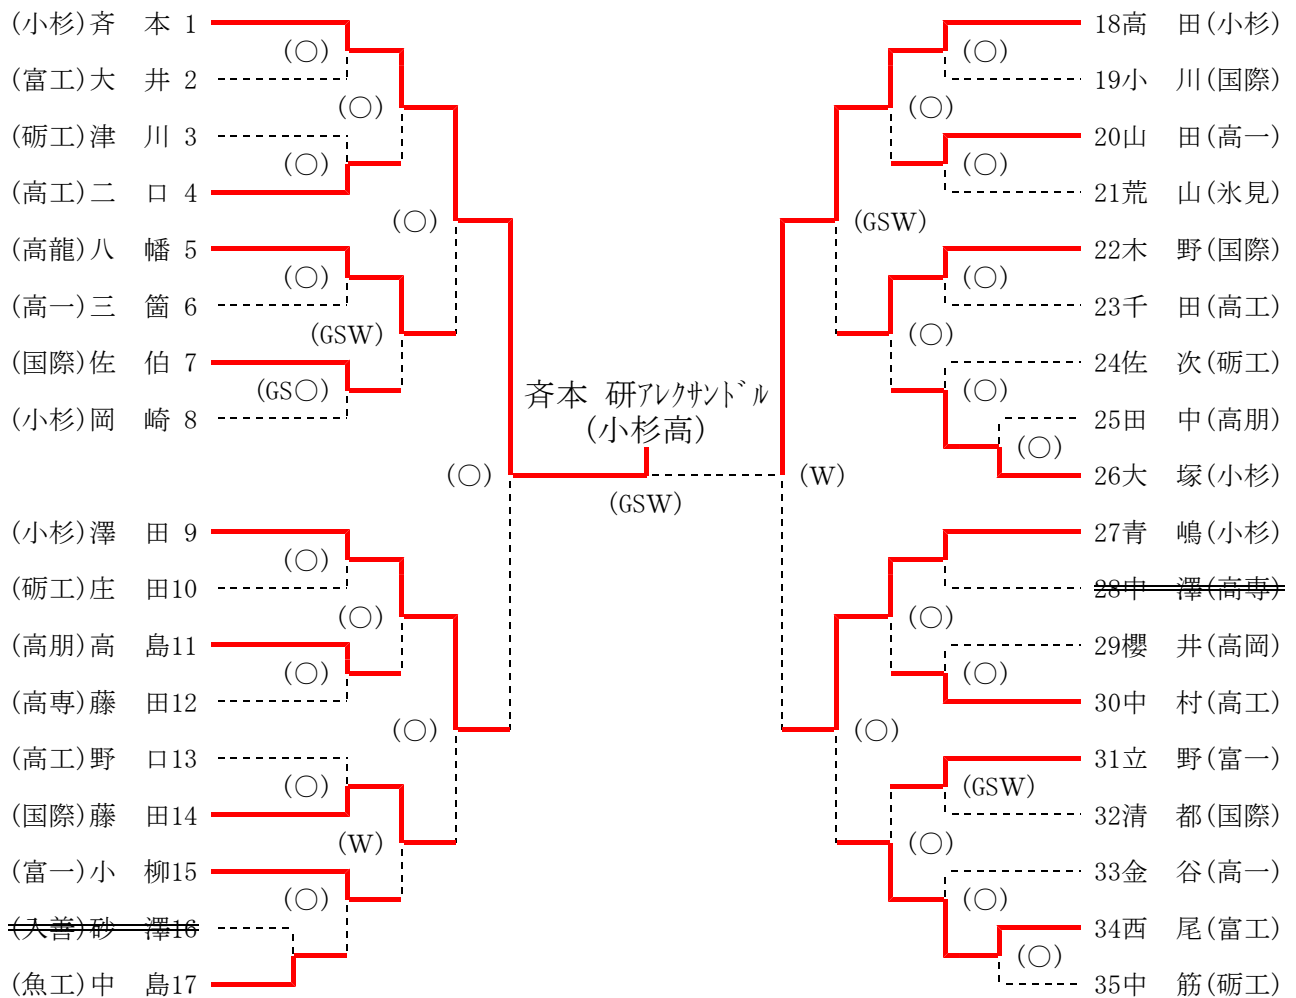 (小杉)斉　本 1
(○)
(富工)大　井 2
(○)
(砺工)津　川 3
(○)
(高工)二　口 4
(○)
(高龍)八　幡 5
(○)
(高一)三　箇 6
(GSW)
(国際)佐　伯 7
(GS○)
(小杉)岡　崎 8
(○)
(小杉)澤　田 9
(○)
(砺工)庄　田10
(○)
(高朋)高　島11
(○)
(高専)藤　田12
(○)
(高工)野　口13
(○)
(国際)藤　田14
(W)
(富一)小　柳15
(○)
(入善)砂　澤16
(魚工)中　島17
斉本 研アレクサンドル
(小杉高)
(GSW)
18高　田(小杉)
(○)
19小　川(国際)
(○)
20山　田(高一)
(○)
21荒　山(氷見)
(GSW)
22木　野(国際)
(○)
23千　田(高工)
(○)
24佐　次(砺工)
(○)
25田　中(高朋)
(○)
26大　塚(小杉)
(W)
27青　嶋(小杉)
28中　澤(高専)
(○)
29櫻　井(高岡)
(○)
30中　村(高工)
(○)
31立　野(富一)
(GSW)
32清　都(国際)
(○)
33金　谷(高一)
(○)
34西　尾(富工)
(○)
35中　筋(砺工)